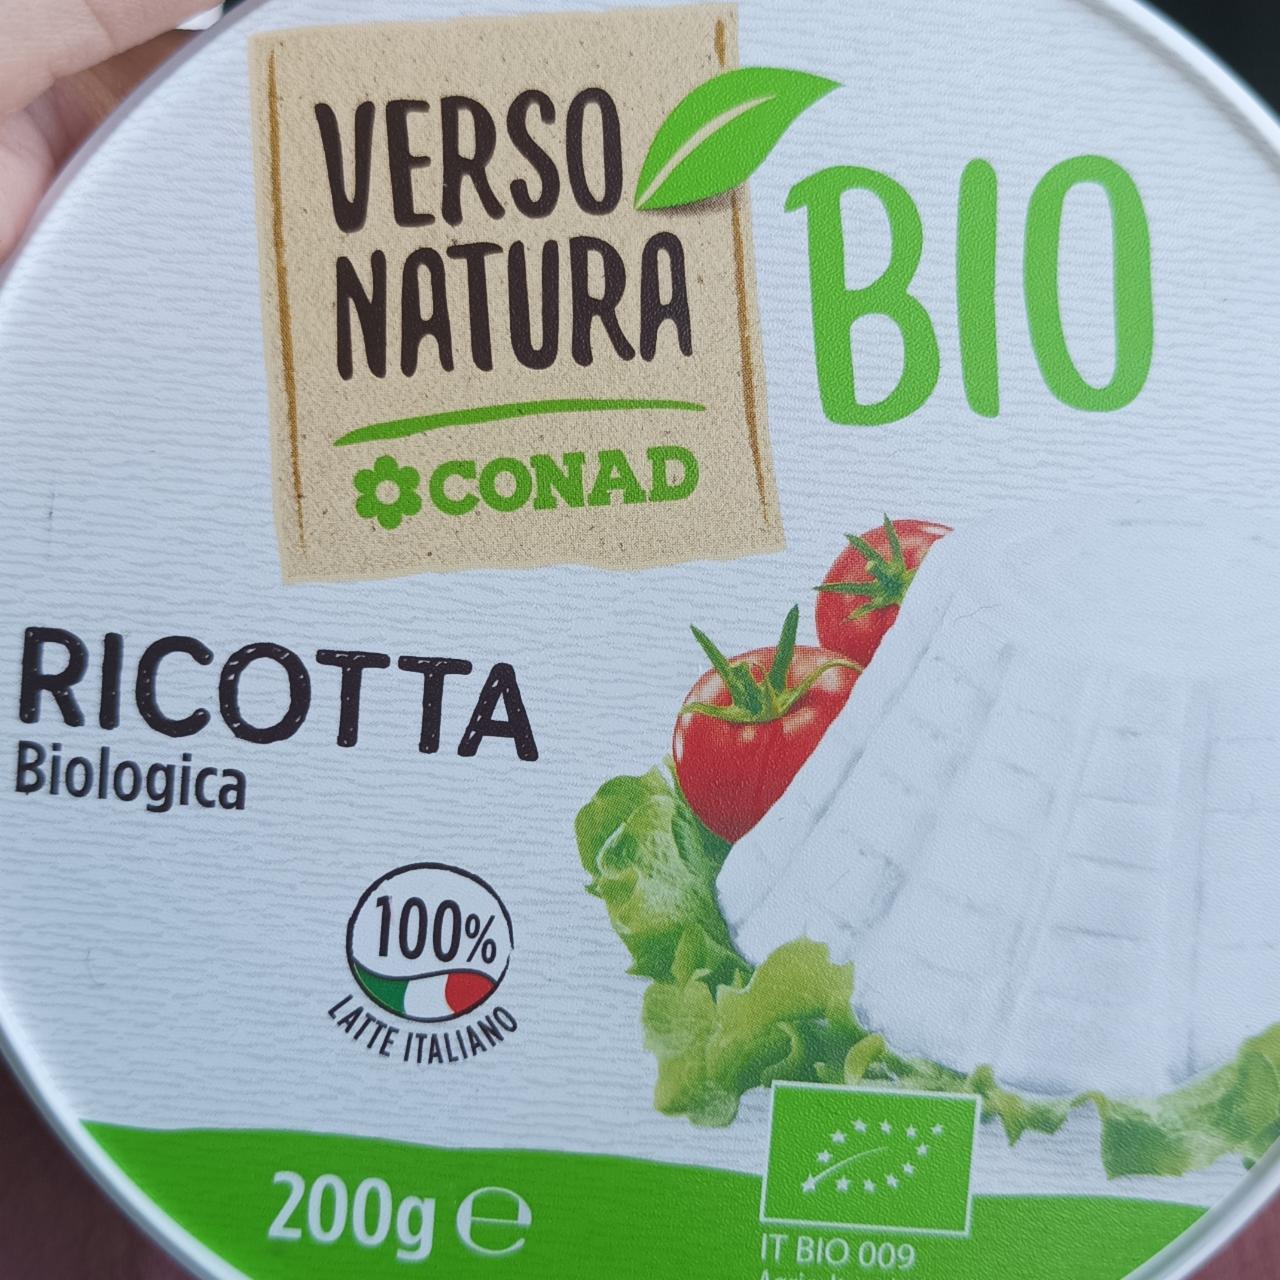 VERSO
NATURA
CONAD
BIO
RICOTTA
Biologica
100%
LATTE ITALIANO
200g ℮
IT BIO 009